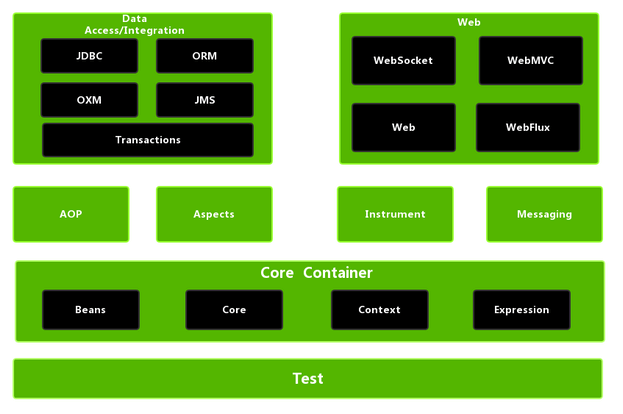 Data
Access/Integration
JDBC
ORM
OXM
JMS
Transactions
Web
WebSocket
WebMVC
Web
WebFlux
AOP
Aspects
Instrument
Messaging
Core Container
Beans
Core
Context
Expression
Test